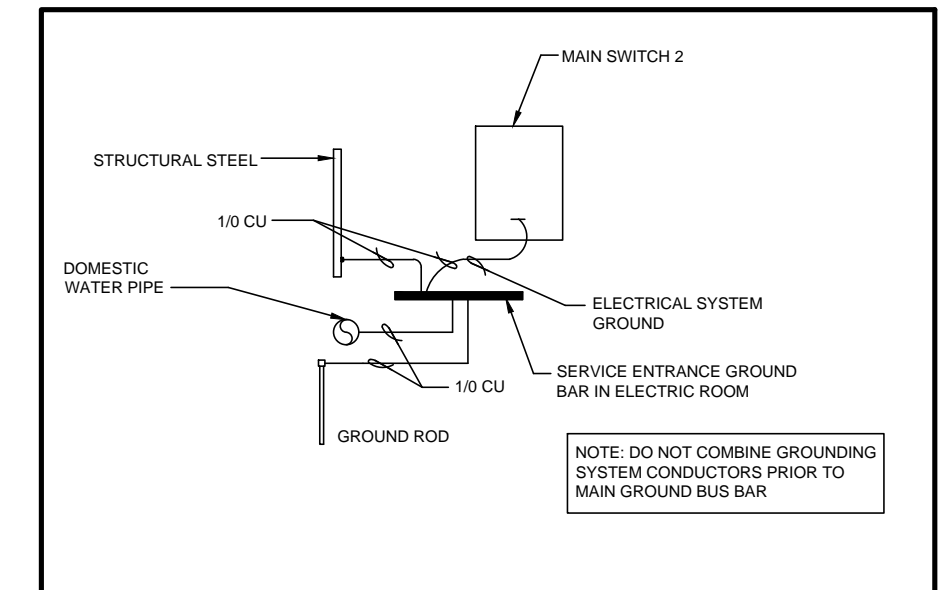 MAIN SWITCH 2
STRUCTURAL STEEL
1/0 CU
DOMESTIC
WATER PIPE
ELECTRICAL SYSTEM
GROUND
SERVICE ENTRANCE GROUND
BAR IN ELECTRIC ROOM
1/0 CU
GROUND ROD
NOTE: DO NOT COMBINE GROUNDING
SYSTEM CONDUCTORS PRIOR TO
MAIN GROUND BUS BAR